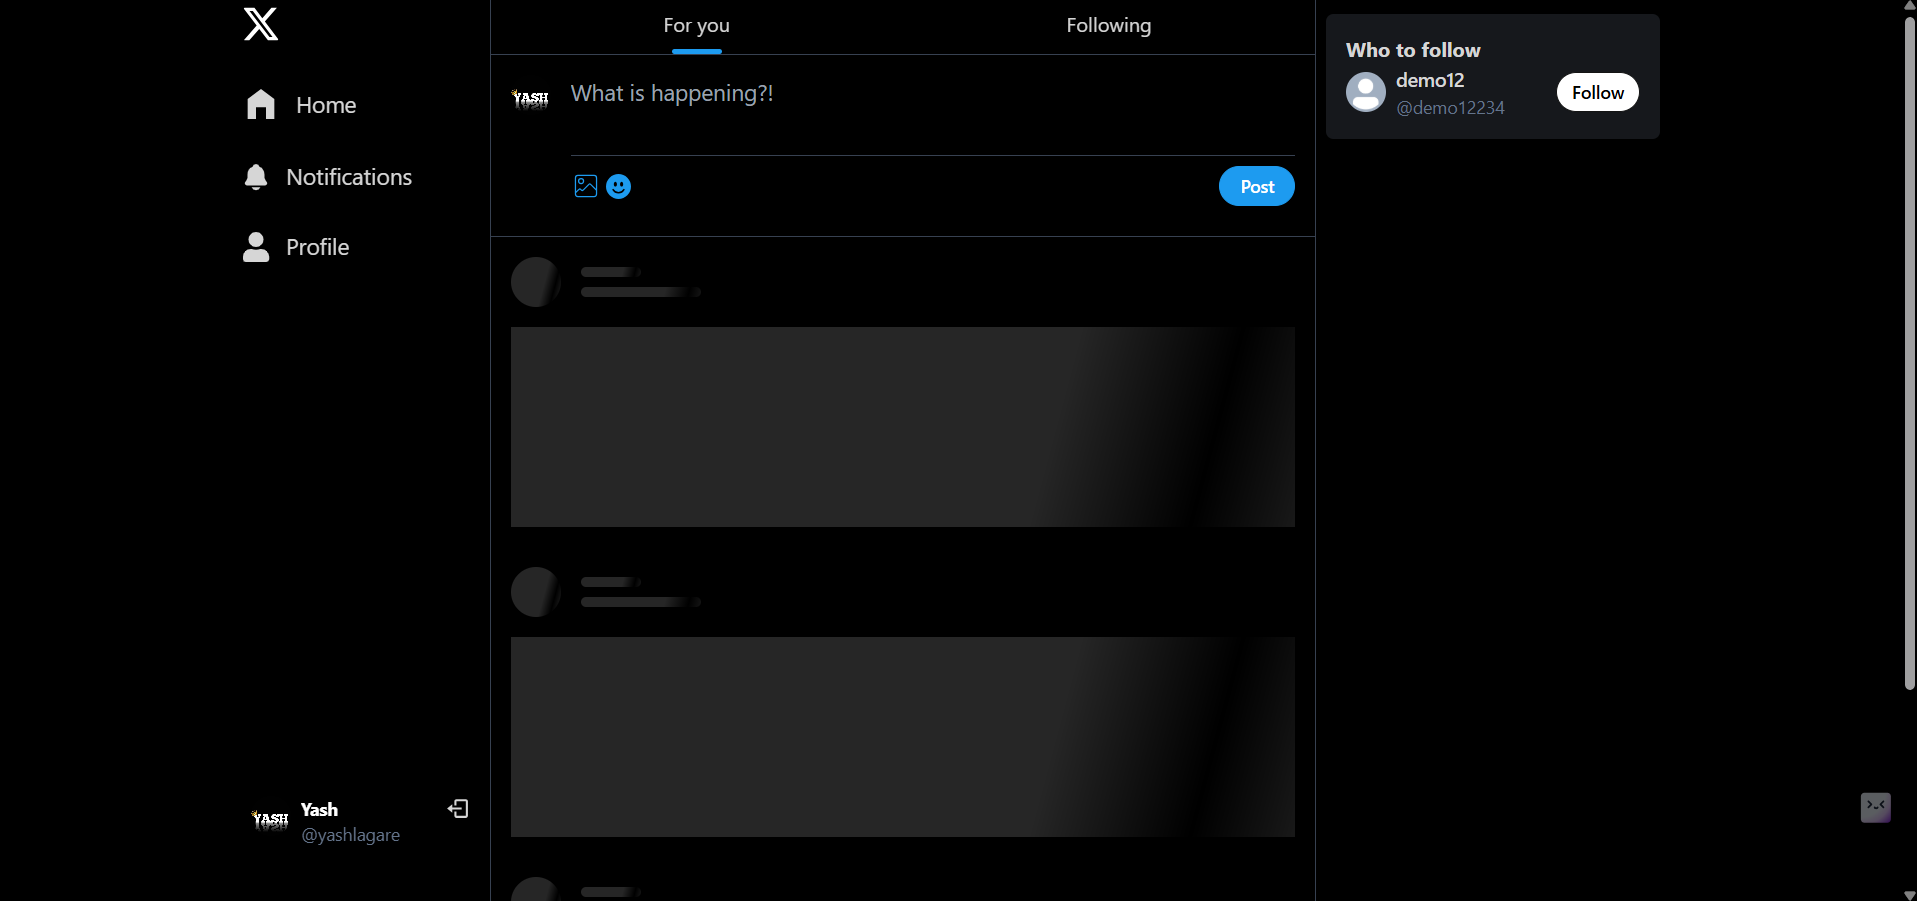 X
Home
Notifications
Profile
YASH
Yash
@yashlagare
For you
Following
YASH
What is happening?!
Post
Who to follow
demo12
@demo12234
Follow